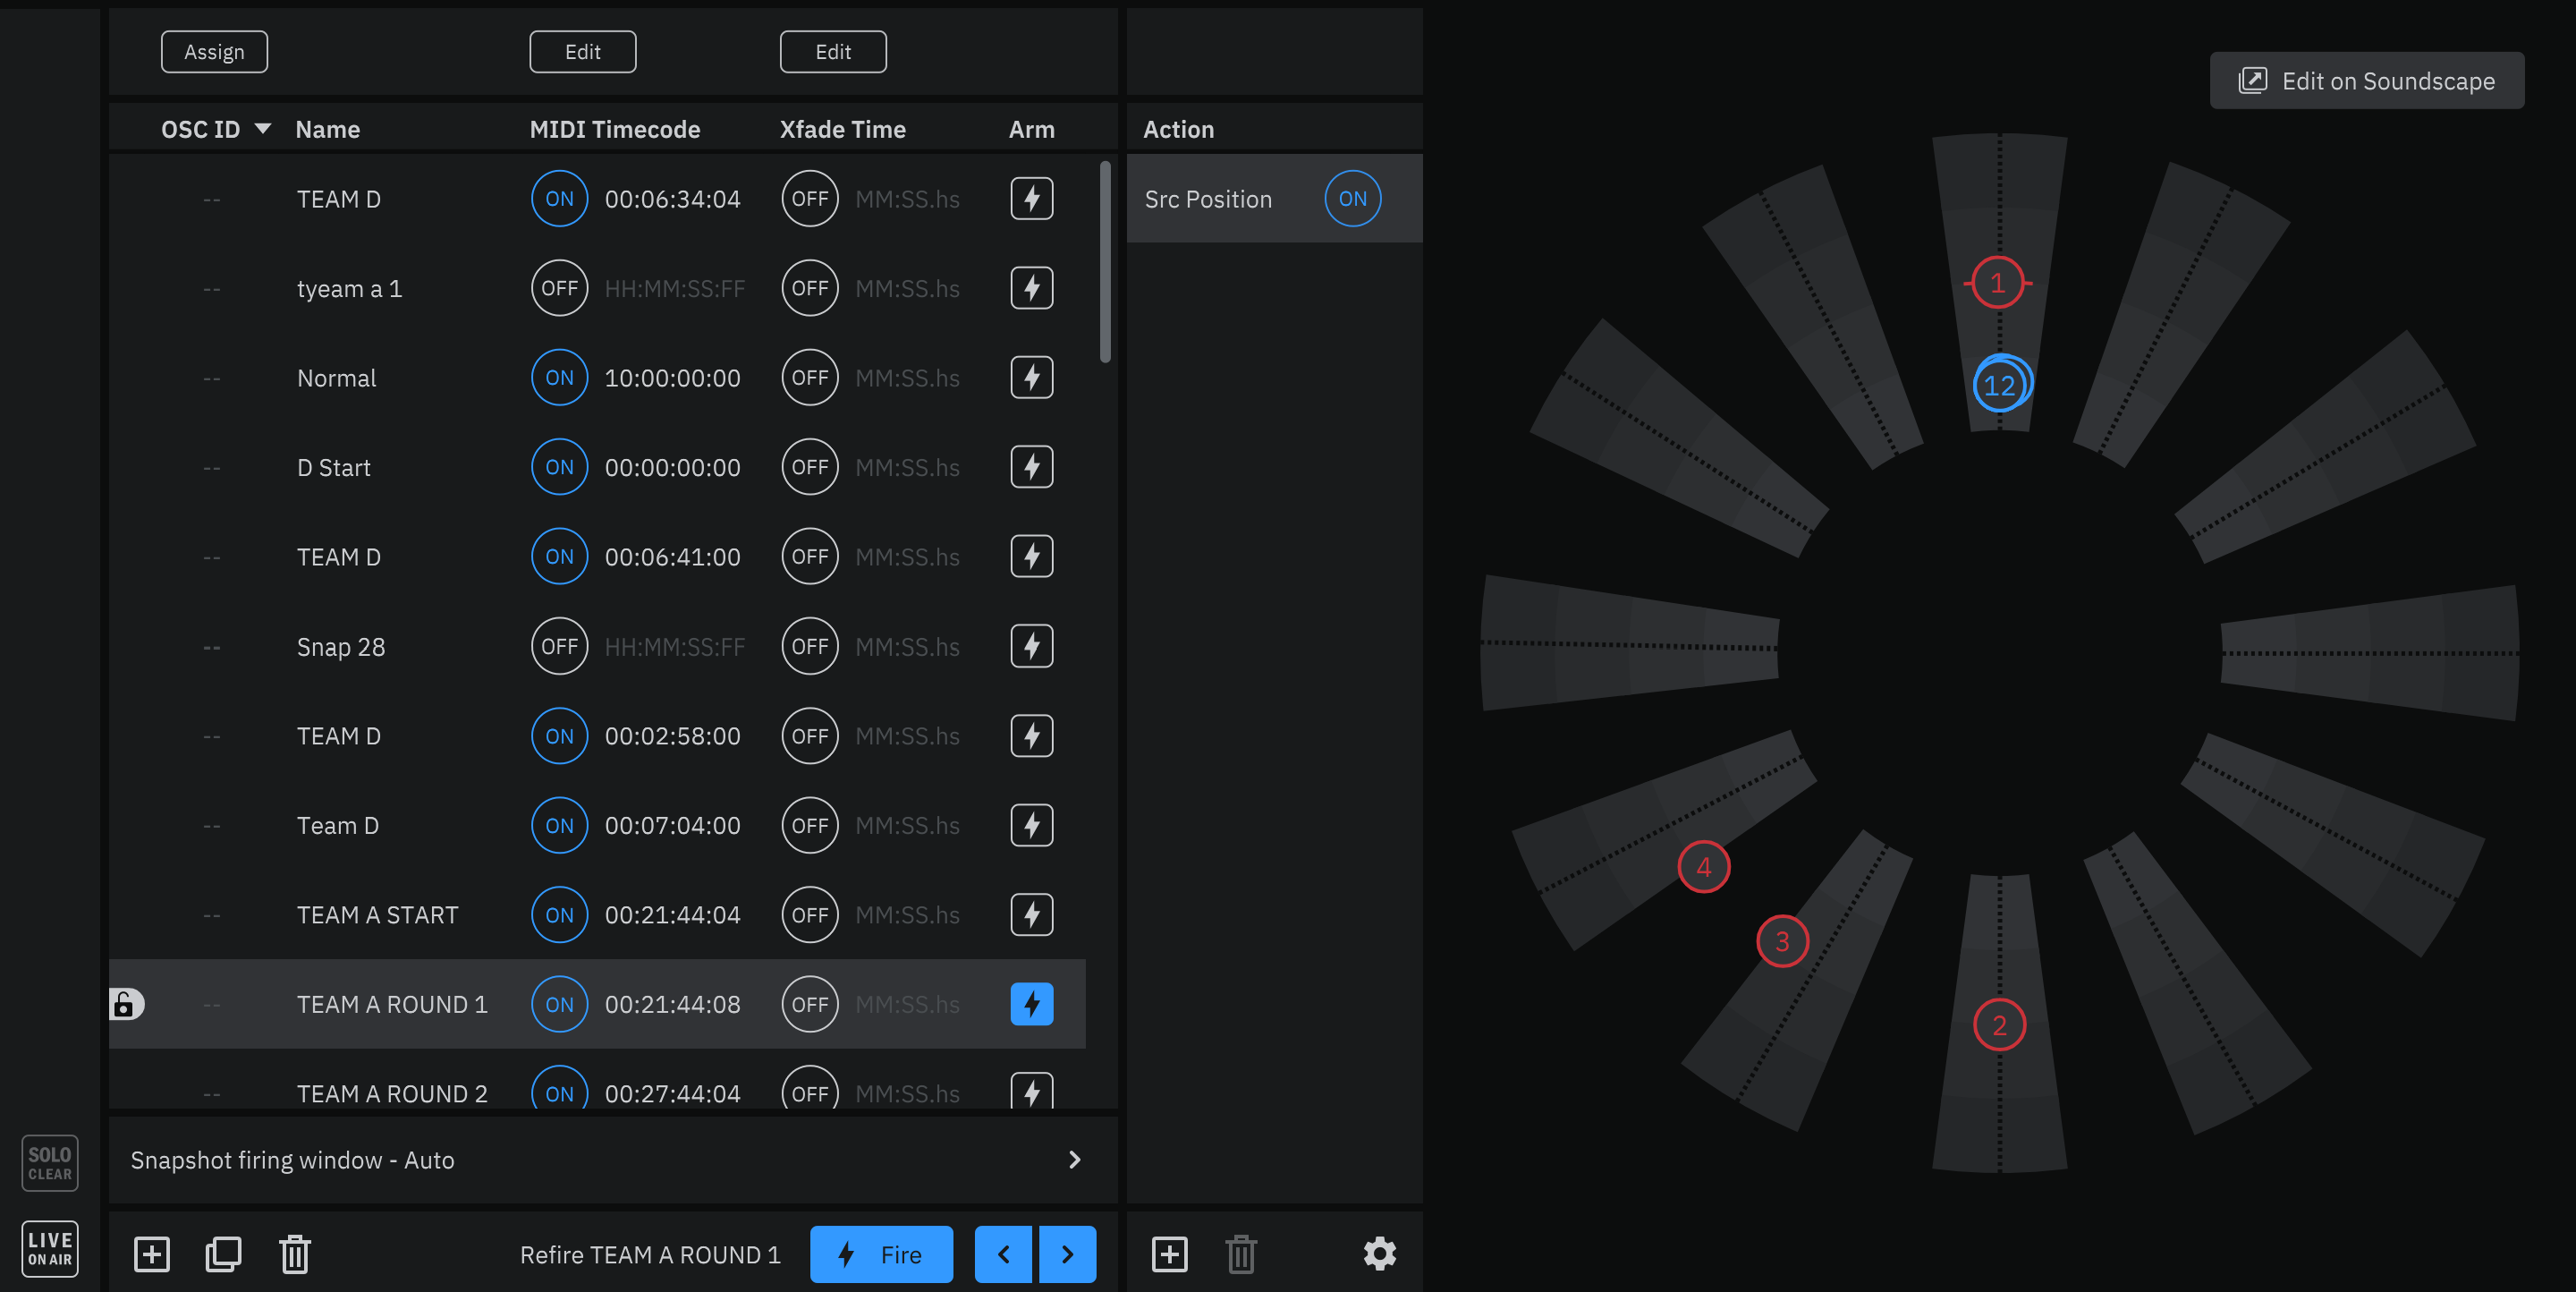 Assign Edit Edit
Edit on Soundscape
OSC ID Name MIDI Timecode Xfade Time Arm
Action
-- TEAM D ON 00:06:34:04 OFF MM:SS.hs
Src Position ON
-- tyeam a 1 OFF HH:MM:SS:FF OFF MM:SS.hs
1
-- Normal ON 10:00:00:00 OFF MM:SS.hs
12
-- D Start ON 00:00:00:00 OFF MM:SS.hs
-- TEAM D ON 00:06:41:00 OFF MM:SS.hs
-- Snap 28 OFF HH:MM:SS:FF OFF MM:SS.hs
-- TEAM D ON 00:02:58:00 OFF MM:SS.hs
-- Team D ON 00:07:04:00 OFF MM:SS.hs
4
-- TEAM A START ON 00:21:44:04 OFF MM:SS.hs
3
-- TEAM A ROUND 1 ON 00:21:44:08 OFF MM:SS.hs
2
-- TEAM A ROUND 2 ON 00:27:44:04 OFF MM:SS.hs
SOLO
CLEAR
Snapshot firing window - Auto
LIVE
ON AIR
Refire TEAM A ROUND 1 Fire